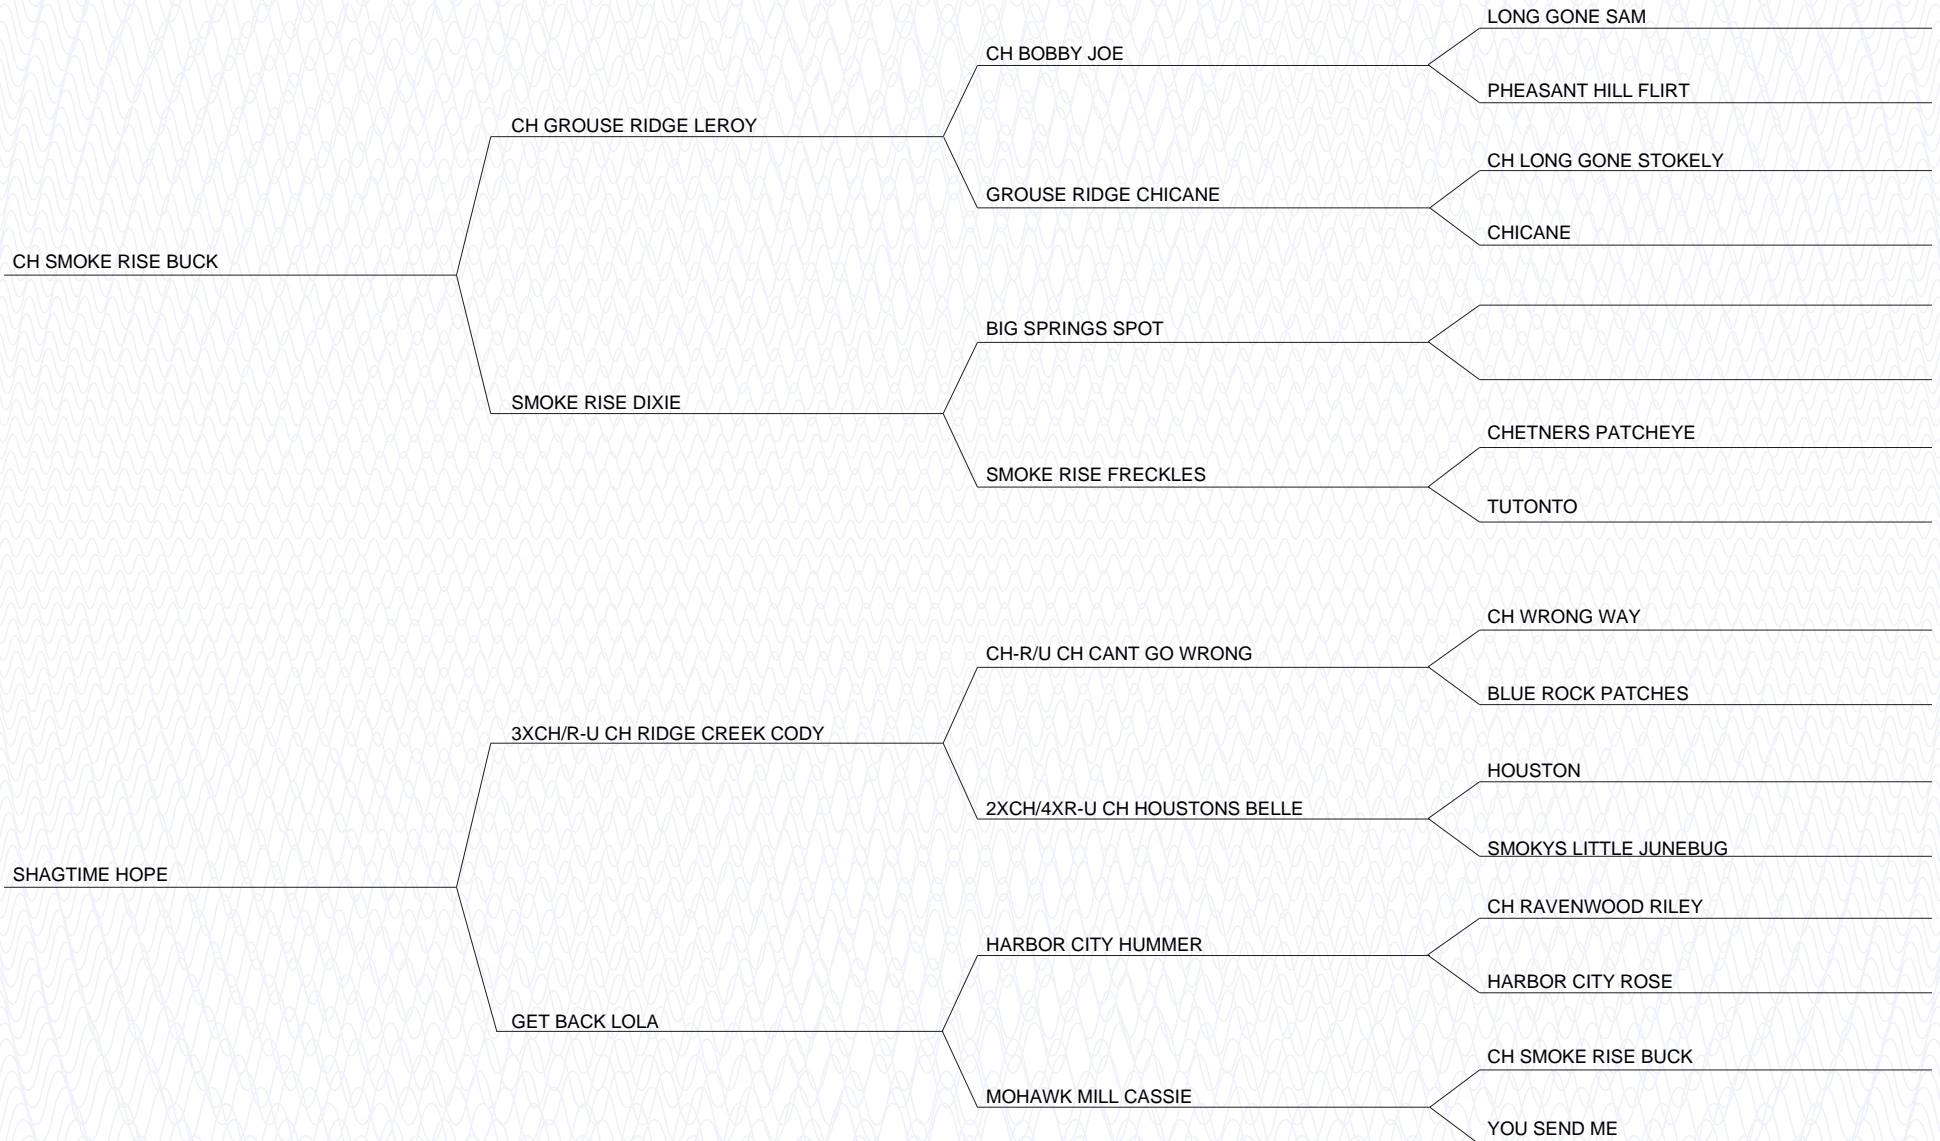 LONG GONE SAM
CH BOBBY JOE
PHEASANT HILL FLIRT
CH GROUSE RIDGE LEROY
CH LONG GONE STOKELY
GROUSE RIDGE CHICANE
CHICANE
CH SMOKE RISE BUCK
BIG SPRINGS SPOT
SMOKE RISE DIXIE
CHETNERS PATCHEYE
SMOKE RISE FRECKLES
TUTONTO
CH WRONG WAY
CH-R/U CH CANT GO WRONG
BLUE ROCK PATCHES
3XCH/R-U CH RIDGE CREEK CODY
HOUSTON
2XCH/4XR-U CH HOUSTONS BELLE
SMOKYS LITTLE JUNEBUG
SHAGTIME HOPE
CH RAVENWOOD RILEY
HARBOR CITY HUMMER
HARBOR CITY ROSE
GET BACK LOLA
CH SMOKE RISE BUCK
MOHAWK MILL CASSIE
YOU SEND ME